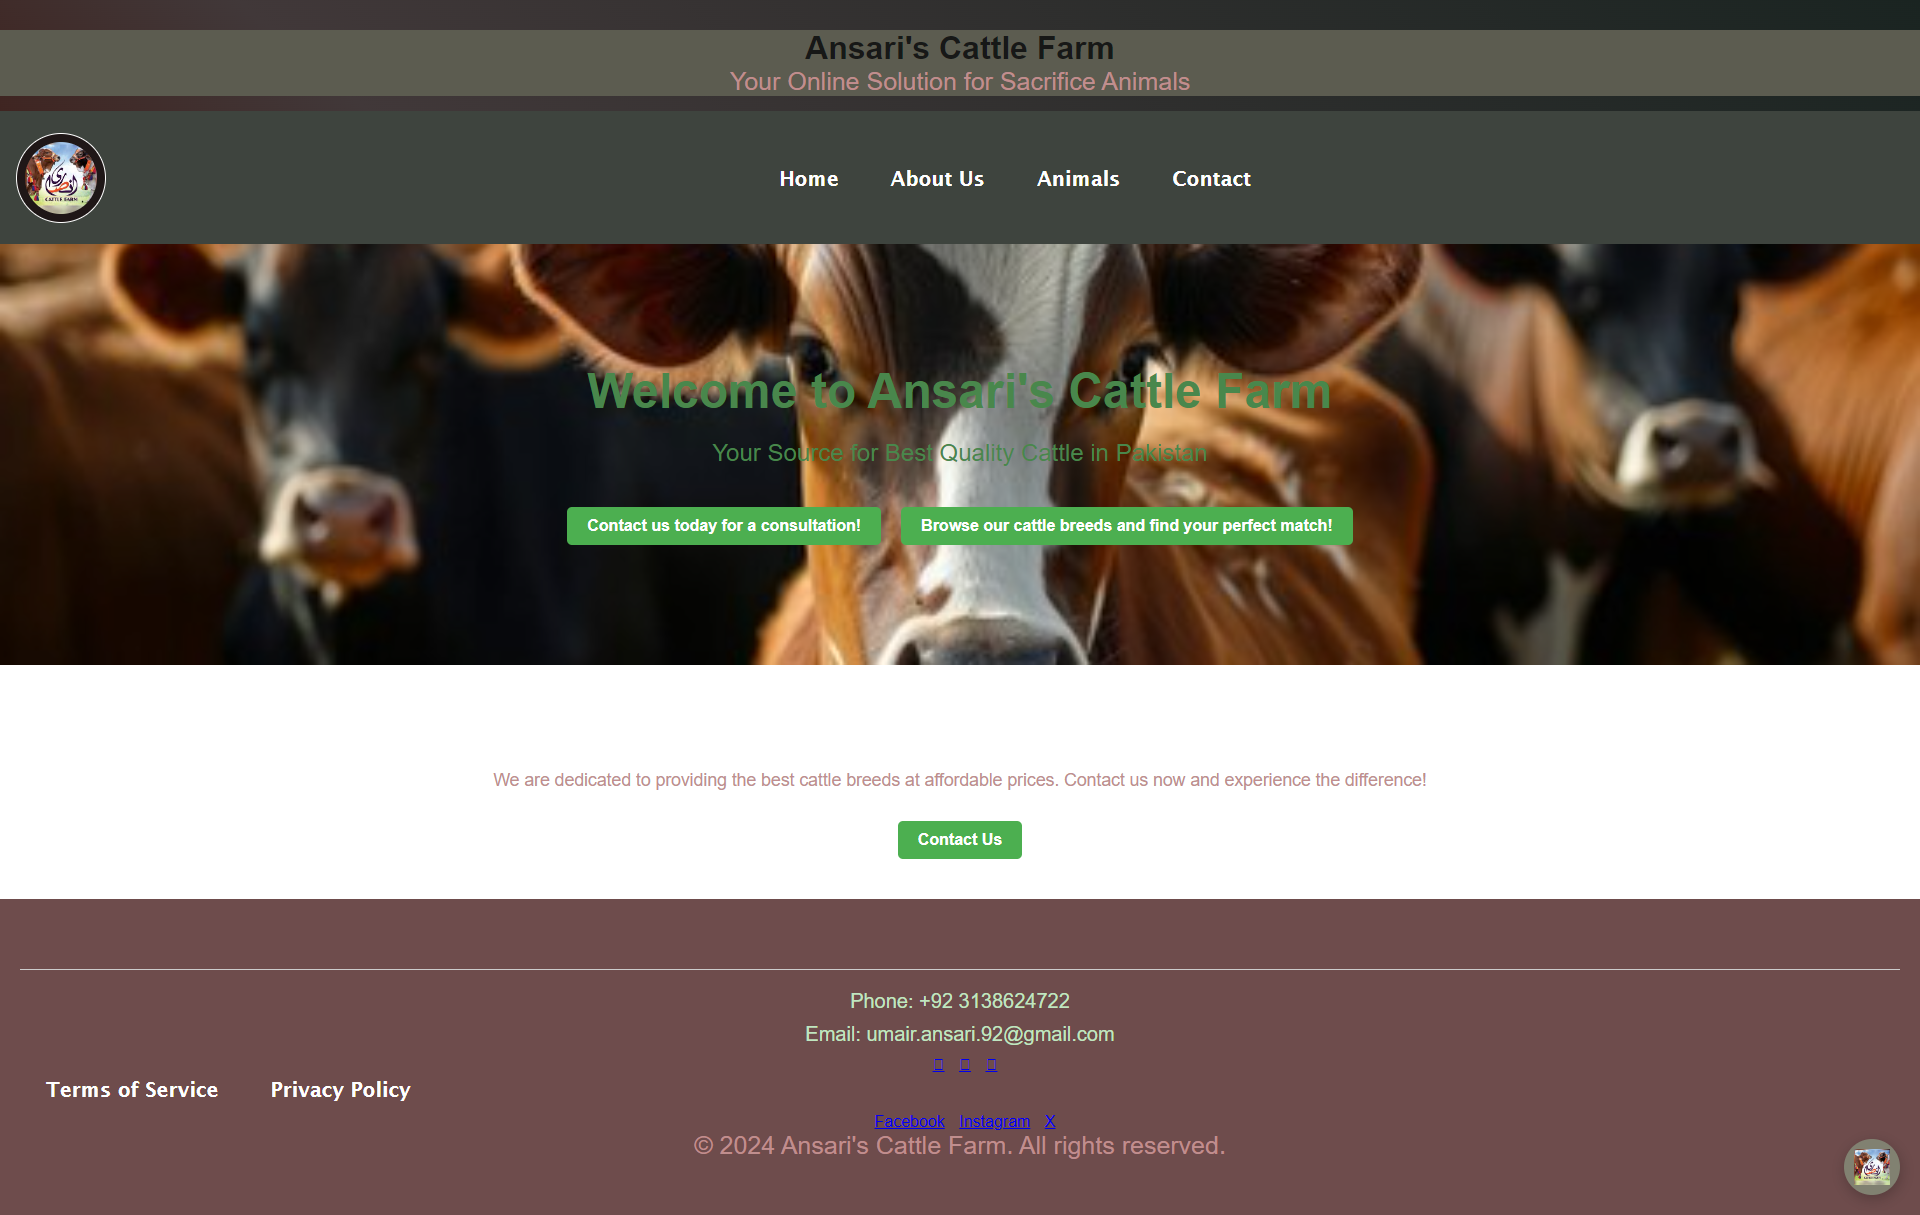 Ansari's Cattle Farm
Your Online Solution for Sacrifice Animals
انصاری
CATTLE FARM
Home About Us Animals Contact
Welcome to Ansari's Cattle Farm
Your Source for Best Quality Cattle in Pakistan
Contact us today for a consultation! Browse our cattle breeds and find your perfect match!
We are dedicated to providing the best cattle breeds at affordable prices. Contact us now and experience the difference!
Contact Us
Phone: +92 3138624722
Email: umair.ansari.92@gmail.com
Terms of Service Privacy Policy
Facebook Instagram X
© 2024 Ansari's Cattle Farm. All rights reserved.